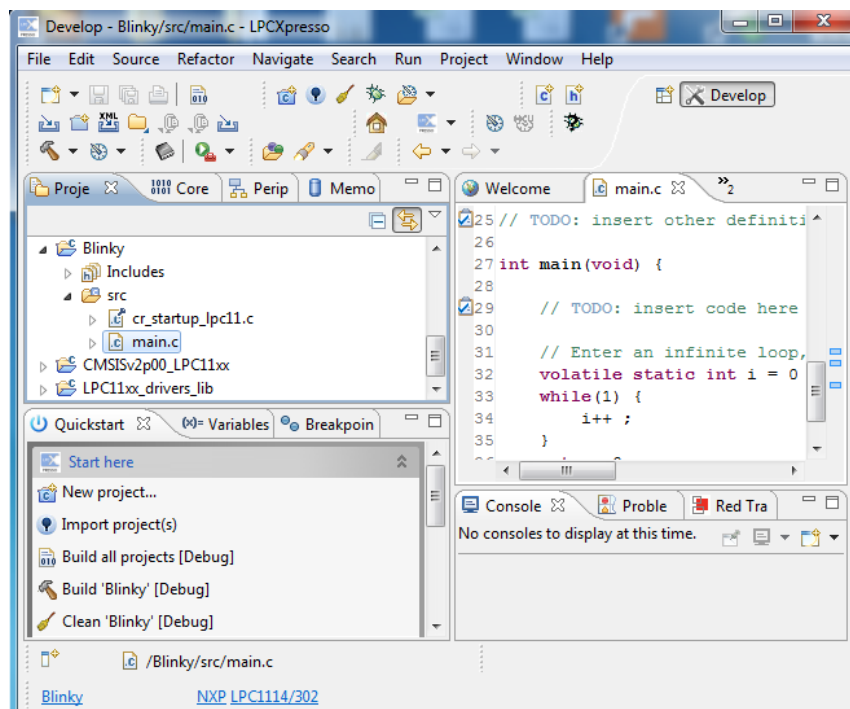 Develop - Blinky/src/main.c - LPCXpresso
File Edit Source Refactor Navigate Search Run Project Window Help
Develop
Proje Core Perip Memo
Blinky
Includes
src
cr_startup_lpc11.c
main.c
CMSISv2p00_LPC11xx
LPC11xx_drivers_lib
Welcome main.c »2
25 // TODO: insert other definiti
26
27 int main(void) {
28
29 // TODO: insert code here
30
31 // Enter an infinite loop,
32 volatile static int i = 0
33 while(1) {
34 i++ ;
35 }
Quickstart (x)= Variables Breakpoin
Start here
New project...
Import project(s)
Build all projects [Debug]
Build 'Blinky' [Debug]
Clean 'Blinky' [Debug]
Console Proble Red Tra
No consoles to display at this time.
/Blinky/src/main.c
Blinky NXP LPC1114/302